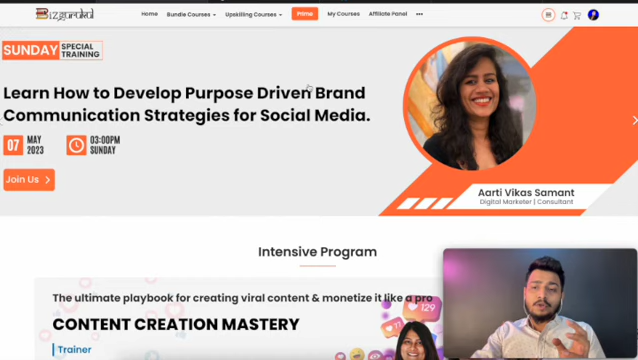 Bizgurukul
Home Bundle Courses Upskilling Courses Prime My Courses Affiliate Panel
SUNDAY SPECIAL TRAINING
Learn How to Develop Purpose Driven Brand
Communication Strategies for Social Media.
07 MAY 2023 03:00PM SUNDAY
Join Us
Aarti Vikas Samant
Digital Marketer | Consultant
Intensive Program
The ultimate playbook for creating viral content & monetize it like a pro
129
CONTENT CREATION MASTERY
Trainer